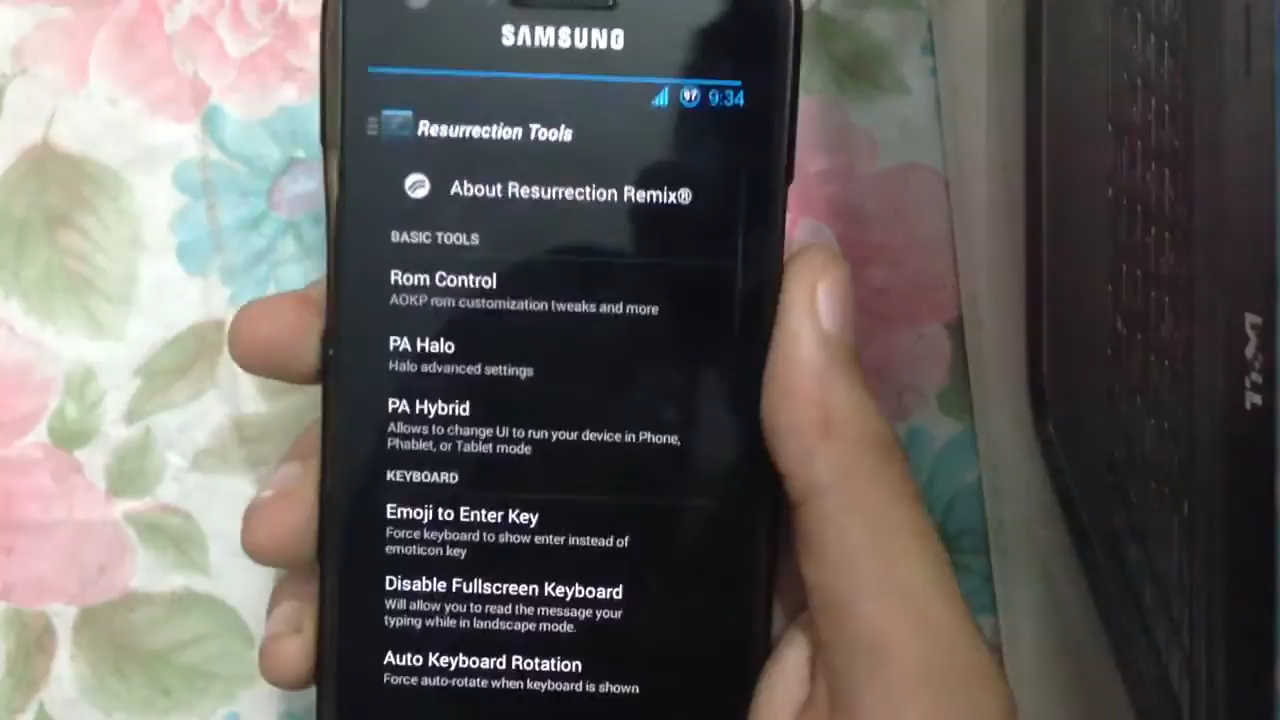 SAMSUNG
97 9:34
Resurrection Tools
About Resurrection Remix®
BASIC TOOLS
Rom Control
AOKP rom customization tweaks and more
PA Halo
Halo advanced settings
PA Hybrid
Allows to change UI to run your device in Phone,
Phablet, or Tablet mode
KEYBOARD
Emoji to Enter Key
Force keyboard to show enter instead of
emoticon key
Disable Fullscreen Keyboard
Will allow you to read the message your
typing while in landscape mode.
Auto Keyboard Rotation
Force auto-rotate when keyboard is shown
DELL